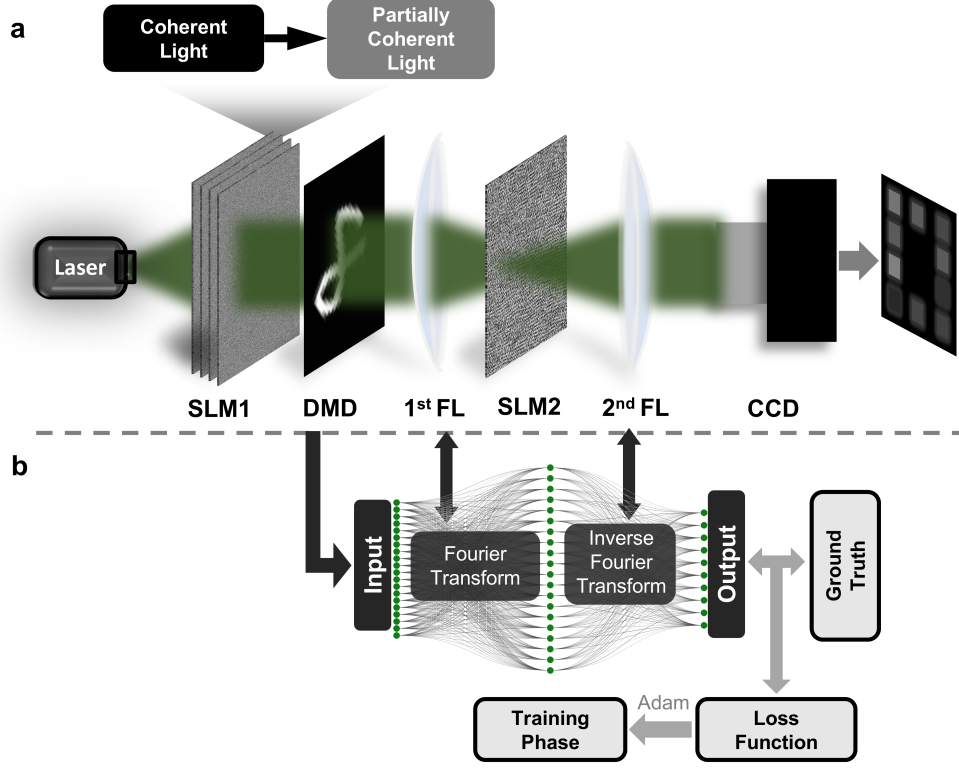 a
Coherent
Light
Partially
Coherent
Light
Laser
SLM1
DMD
1st FL
SLM2
2nd FL
CCD
b
Input
Fourier
Transform
Inverse
Fourier
Transform
Output
Ground
Truth
Adam
Training
Phase
Loss
Function